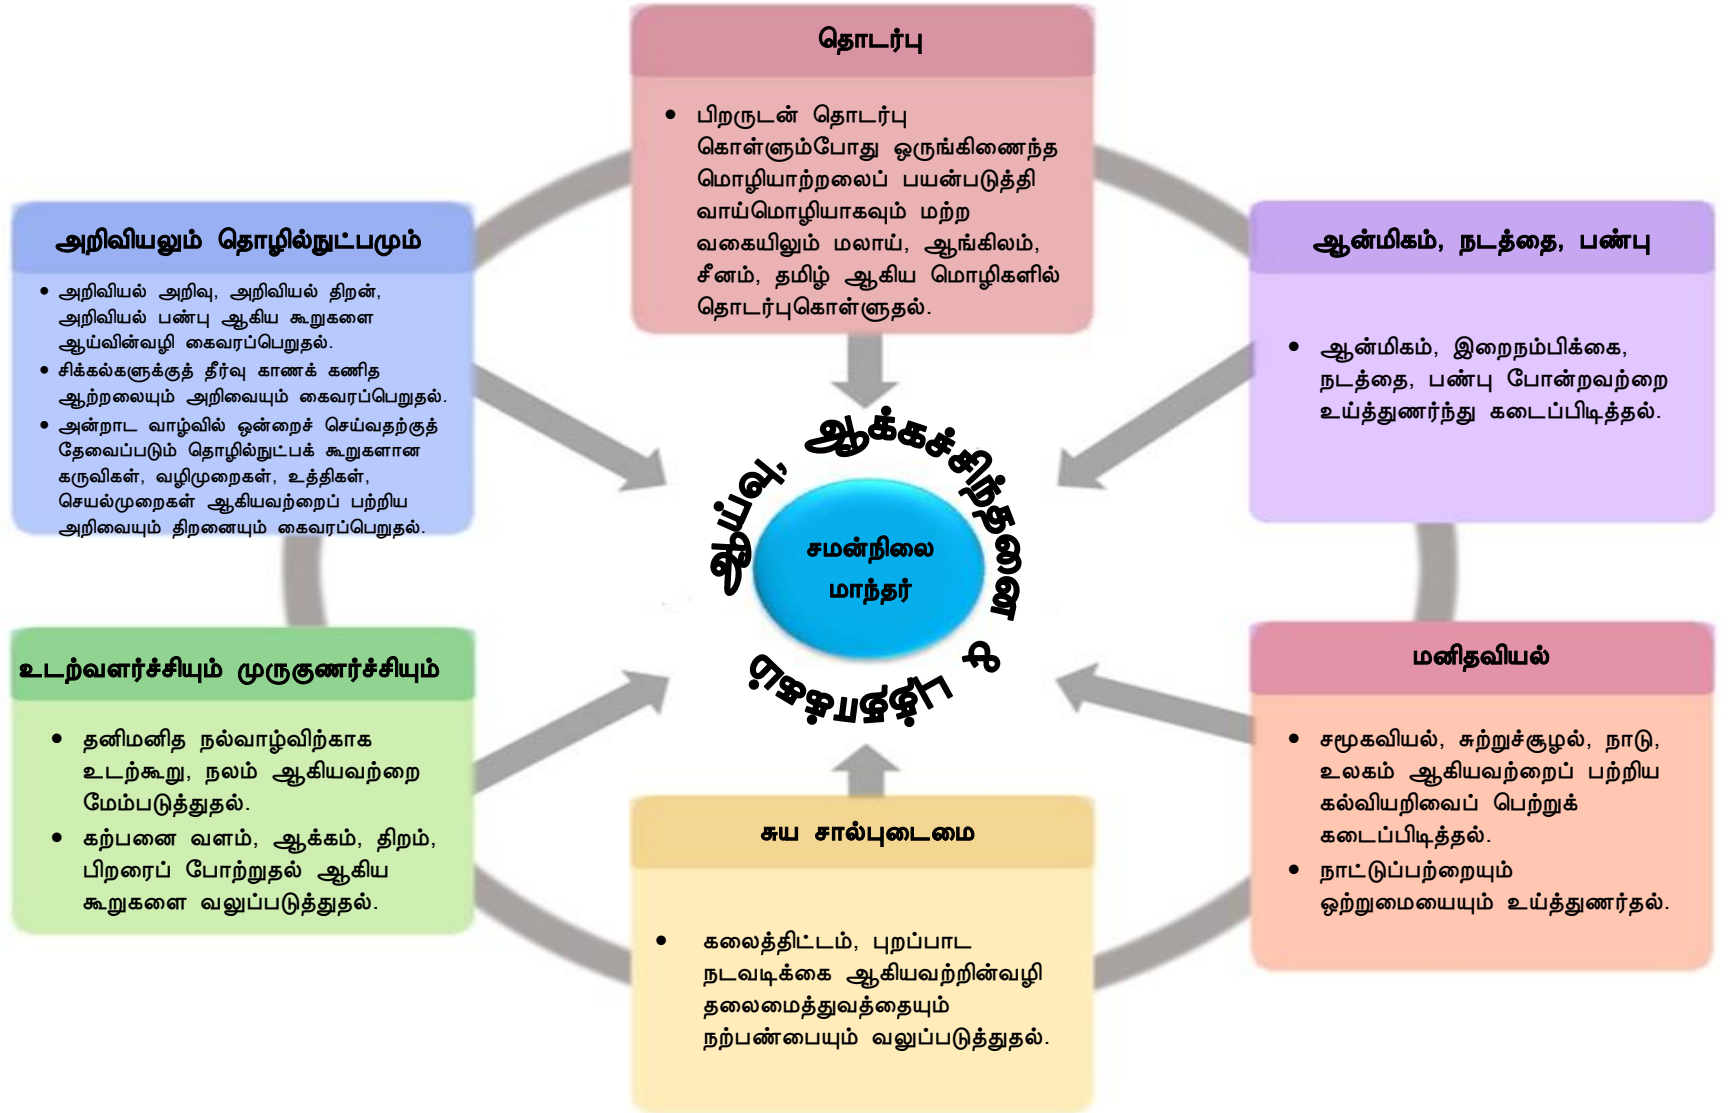 தொடர்பு
• பிறருடன் தொடர்பு
கொள்ளும்போது ஒருங்கிணைந்த
மொழியாற்றலைப் பயன்படுத்தி
வாய்மொழியாகவும் மற்ற
வகையிலும் மலாய், ஆங்கிலம்,
சீனம், தமிழ் ஆகிய மொழிகளில்
தொடர்புகொள்ளுதல்.
ஆன்மிகம், நடத்தை, பண்பு
• ஆன்மிகம், இறைநம்பிக்கை,
நடத்தை, பண்பு போன்றவற்றை
உய்த்துணர்ந்து கடைப்பிடித்தல்.
மனிதவியல்
• சமூகவியல், சுற்றுச்சூழல், நாடு,
உலகம் ஆகியவற்றைப் பற்றிய
கல்வியறிவைப் பெற்றுக்
கடைப்பிடித்தல்.
• நாட்டுப்பற்றையும்
ஒற்றுமையையும் உய்த்துணர்தல்.
சுய சால்புடைமை
• கலைத்திட்டம், புறப்பாட
நடவடிக்கை ஆகியவற்றின்வழி
தலைமைத்துவத்தையும்
நற்பண்பையும் வலுப்படுத்துதல்.
உடற்வளர்ச்சியும் முருகுணர்ச்சியும்
• தனிமனித நல்வாழ்விற்காக
உடற்கூறு, நலம் ஆகியவற்றை
மேம்படுத்துதல்.
• கற்பனை வளம், ஆக்கம், திறம்,
பிறரைப் போற்றுதல் ஆகிய
கூறுகளை வலுப்படுத்துதல்.
அறிவியலும் தொழில்நுட்பமும்
• அறிவியல் அறிவு, அறிவியல் திறன்,
அறிவியல் பண்பு ஆகிய கூறுகளை
ஆய்வின்வழி கைவரப்பெறுதல்.
• சிக்கல்களுக்குத் தீர்வு காணக் கணித
ஆற்றலையும் அறிவையும் கைவரப்பெறுதல்.
• அன்றாட வாழ்வில் ஒன்றைச் செய்வதற்குத்
தேவைப்படும் தொழில்நுட்பக் கூறுகளான
கருவிகள், வழிமுறைகள், உத்திகள்,
செயல்முறைகள் ஆகியவற்றைப் பற்றிய
அறிவையும் திறனையும் கைவரப்பெறுதல்.
ஆய்வு, ஆக்கச்சிந்தனை & புத்தாக்கம்
சமன்நிலை
மாந்தர்